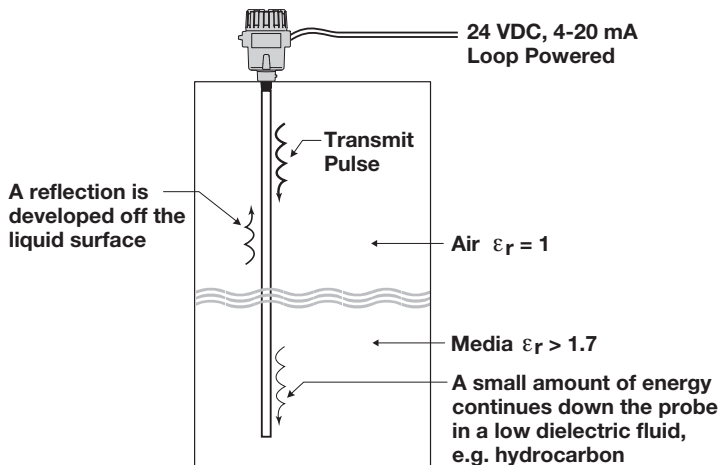 24 VDC, 4-20 mA
Loop Powered
Transmit
Pulse
A reflection is
developed off the
liquid surface
Air εr = 1
Media εr > 1.7
A small amount of energy
continues down the probe
in a low dielectric fluid,
e.g. hydrocarbon